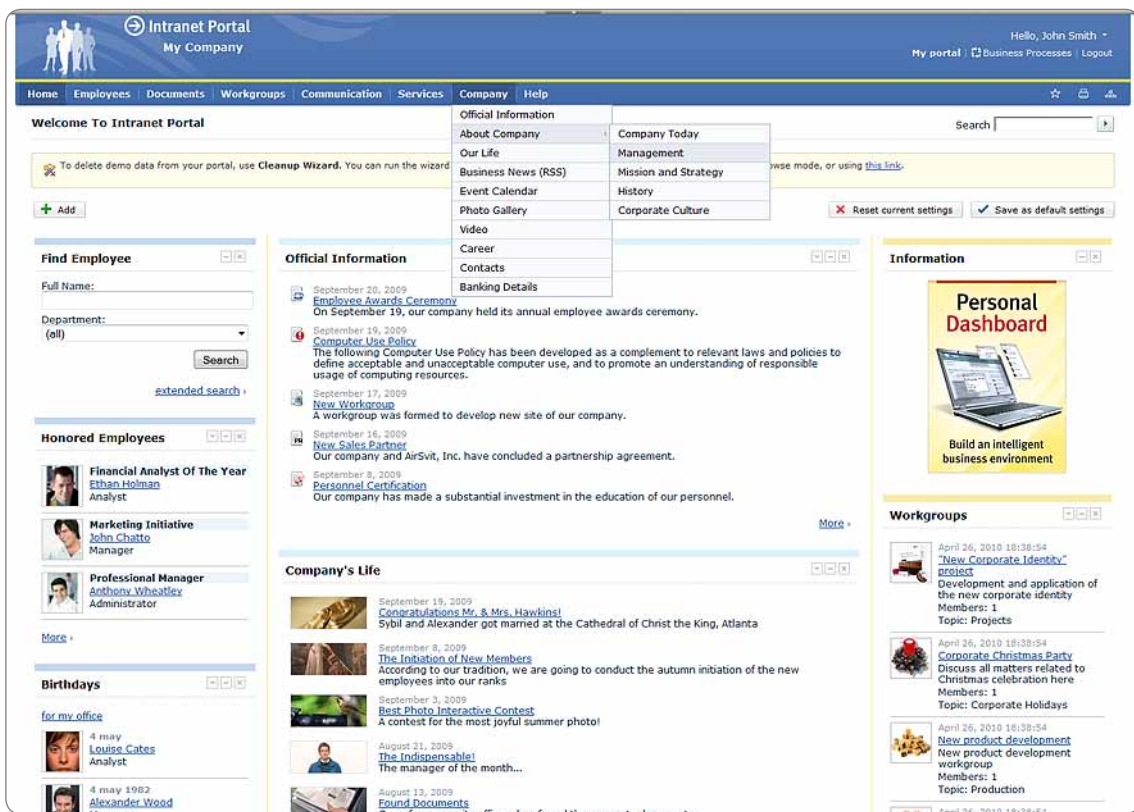 Intranet Portal
My Company
Hello, John Smith
My portal | Business Processes | Logout
Home Employees Documents Workgroups Communication Services Company Help
Official Information
About Company
Our Life
Business News (RSS)
Event Calendar
Photo Gallery
Video
Career
Contacts
Banking Details
Company Today
Management
Mission and Strategy
History
Corporate Culture
Welcome To Intranet Portal
Search
To delete demo data from your portal, use Cleanup Wizard. You can run the wizard
wse mode, or using this link.
Add
Reset current settings
Save as default settings
Find Employee
Full Name:
Department:
(all)
Search
extended search
Honored Employees
Financial Analyst Of The Year
Ethan Holman
Analyst
Marketing Initiative
John Chatto
Manager
Professional Manager
Anthony Wheatley
Administrator
More
Birthdays
for my office
4 may
Louise Cates
Analyst
4 may 1982
Alexander Wood
Official Information
September 20, 2009
Employee Awards Ceremony
On September 19, our company held its annual employee awards ceremony.
September 19, 2009
Computer Use Policy
The following Computer Use Policy has been developed as a complement to relevant laws and policies to
define acceptable and unacceptable computer use, and to promote an understanding of responsible
usage of computing resources.
September 17, 2009
New Workgroup
A workgroup was formed to develop new site of our company.
September 16, 2009
New Sales Partner
Our company and AirSvit, Inc. have concluded a partnership agreement.
September 8, 2009
Personnel Certification
Our company has made a substantial investment in the education of our personnel.
More
Company's Life
September 19, 2009
Congratulations Mr. & Mrs. Hawkins!
Sybil and Alexander got married at the Cathedral of Christ the King, Atlanta
September 8, 2009
The Initiation of New Members
According to our tradition, we are going to conduct the autumn initiation of the new
employees into our ranks
September 3, 2009
Best Photo Interactive Contest
A contest for the most joyful summer photo!
August 21, 2009
The Indispensable!
The manager of the month...
August 13, 2009
Found Documents
Information
Personal
Dashboard
Build an intelligent
business environment
Workgroups
April 26, 2010 18:38:54
"New Corporate Identity"
project
Development and application of
the new corporate identity
Members: 1
Topic: Projects
April 26, 2010 18:38:54
Corporate Christmas Party
Discuss all matters related to
Christmas celebration here
Members: 1
Topic: Corporate Holidays
April 26, 2010 18:38:54
New product development
New product development
workgroup
Members: 1
Topic: Production
April 26, 2010 18:38:54